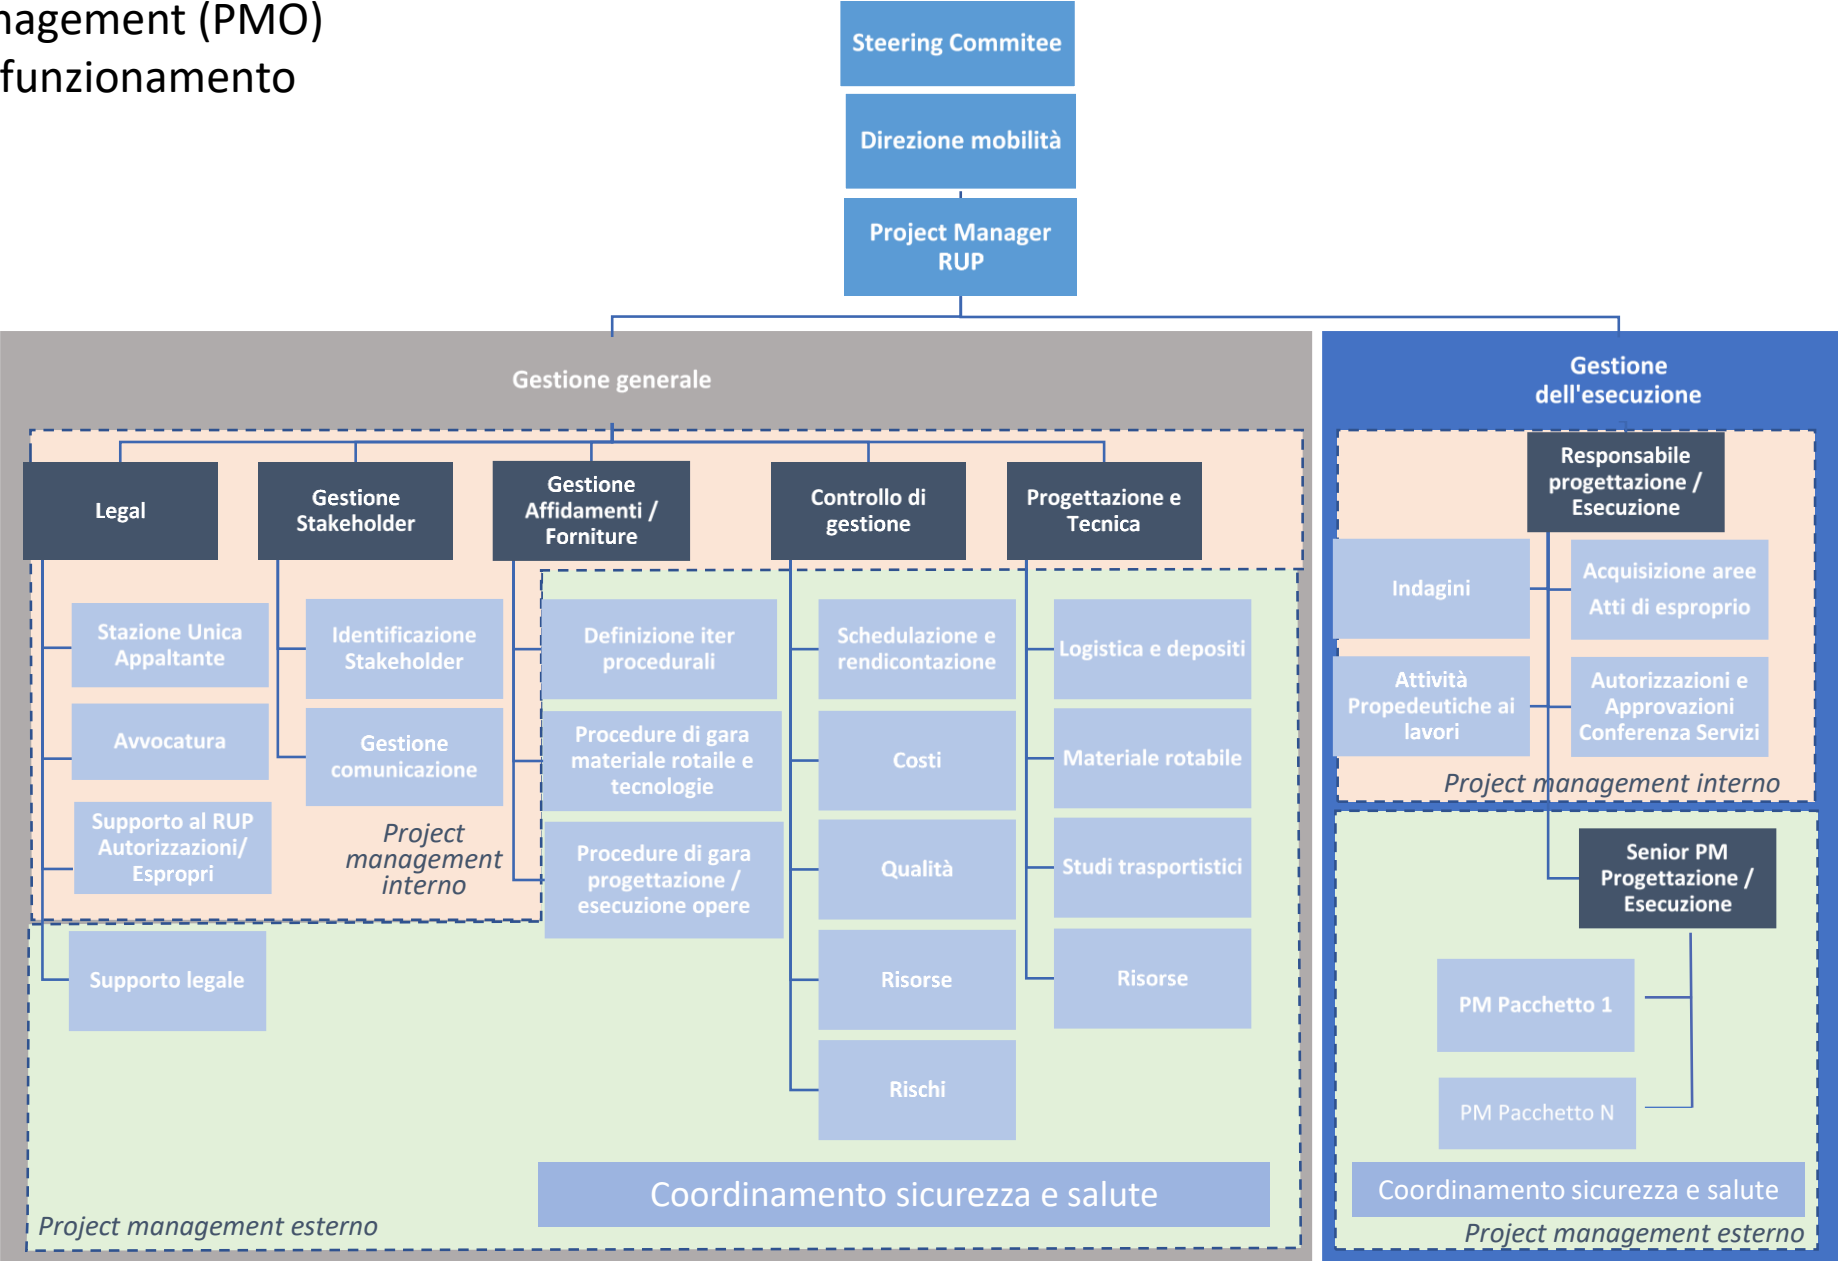 nagement (PMO)
funzionamento
Steering Commitee
Direzione mobilità
Project Manager
RUP
Gestione generale
Legal
Gestione
Stakeholder
Gestione
Affidamenti /
Forniture
Controllo di
gestione
Progettazione e
Tecnica
Stazione Unica
Appaltante
Avvocatura
Supporto al RUP
Autorizzazioni/
Espropri
Supporto legale
Identificazione
Stakeholder
Gestione
comunicazione
Project
management
interno
Definizione iter
procedurali
Procedure di gara
materiale rotaile e
tecnologie
Procedure di gara
progettazione /
esecuzione opere
Schedulazione e
rendicontazione
Costi
Qualità
Risorse
Rischi
Logistica e depositi
Materiale rotabile
Studi trasportistici
Risorse
Coordinamento sicurezza e salute
Project management esterno
Gestione
dell'esecuzione
Responsabile
progettazione /
Esecuzione
Indagini
Acquisizione aree
Atti di esproprio
Attività
Propedeutiche ai
lavori
Autorizzazioni e
Approvazioni
Conferenza Servizi
Project management interno
Senior PM
Progettazione /
Esecuzione
PM Pacchetto 1
PM Pacchetto N
Coordinamento sicurezza e salute
Project management esterno